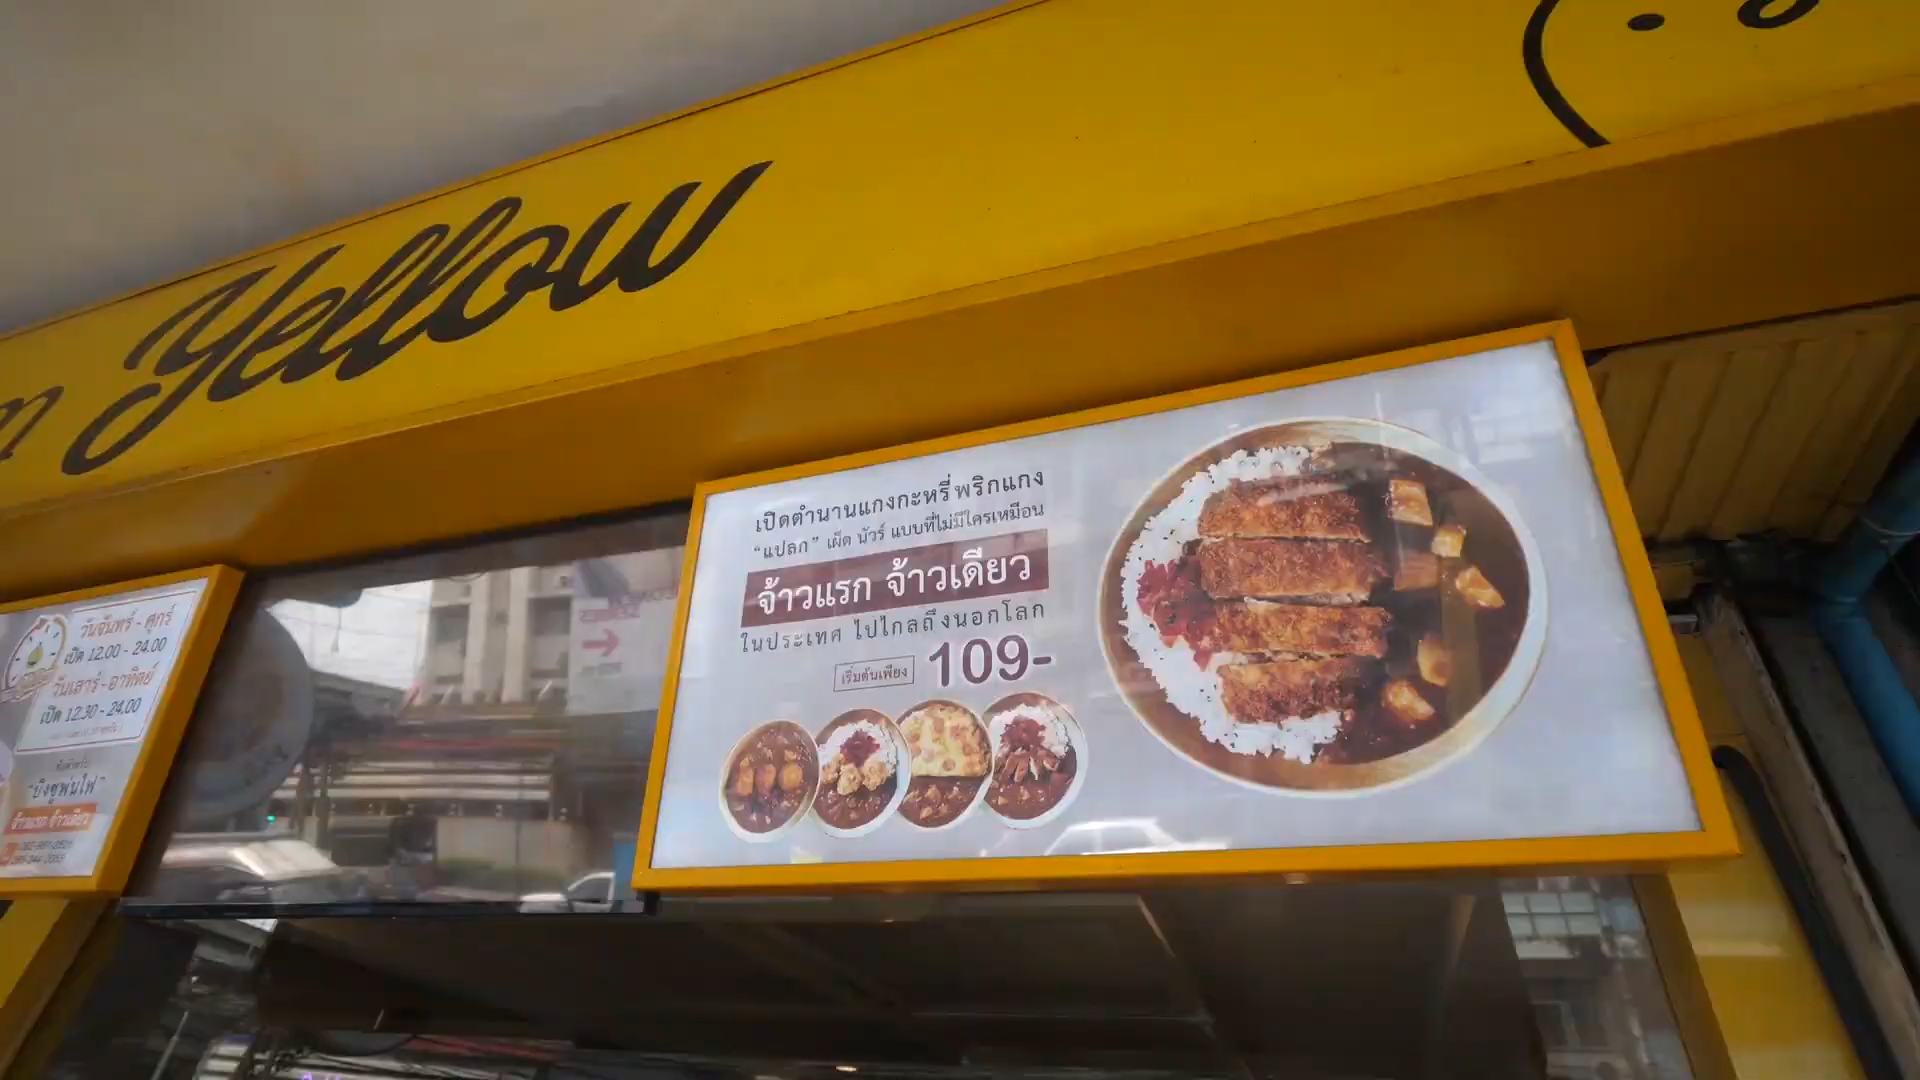 Yellow
เปิดตำนานแกงกะหรี่พริกแกง
"แปลก" เผ็ด นัวร์ แบบที่ไม่มีใครเหมือน
จ้าวแรก จ้าวเดียว
ในประเทศ ไปไกลถึงนอกโลก
เริ่มต้นเพียง 109-
วันจันทร์ - ศุกร์
เปิด 12.00 - 24.00
วันเสาร์ - อาทิตย์
เปิด 12.30 - 24.00
จ้าวแรก จ้าวเดียว